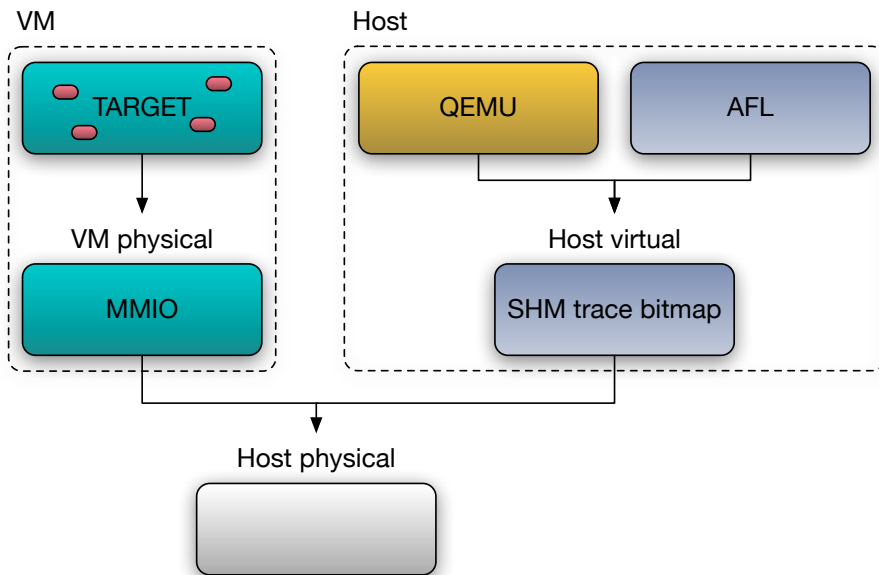 VM
Host
TARGET
QEMU
AFL
VM physical
Host virtual
MMIO
SHM trace bitmap
Host physical